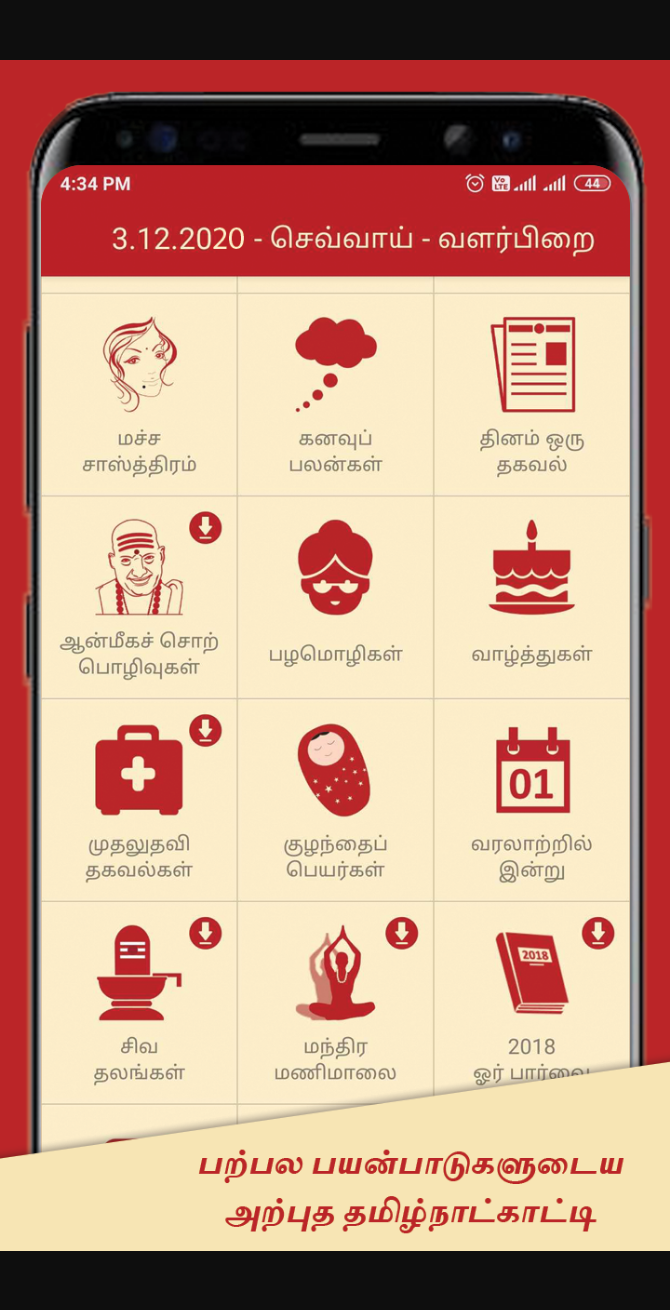 4:34 PM
VO LTE
44
3.12.2020 - செவ்வாய் - வளர்பிறை
மச்ச
சாஸ்த்திரம்
கனவுப்
பலன்கள்
தினம் ஒரு
தகவல்
ஆன்மீகச் சொற்
பொழிவுகள்
பழமொழிகள்
வாழ்த்துகள்
முதலுதவி
தகவல்கள்
குழந்தைப்
பெயர்கள்
01
வரலாற்றில்
இன்று
சிவ
தலங்கள்
மந்திர
மணிமாலை
2018
2018
ஓர் பார்வை
பற்பல பயன்பாடுகளுடைய
அற்புத தமிழ்நாட்காட்டி